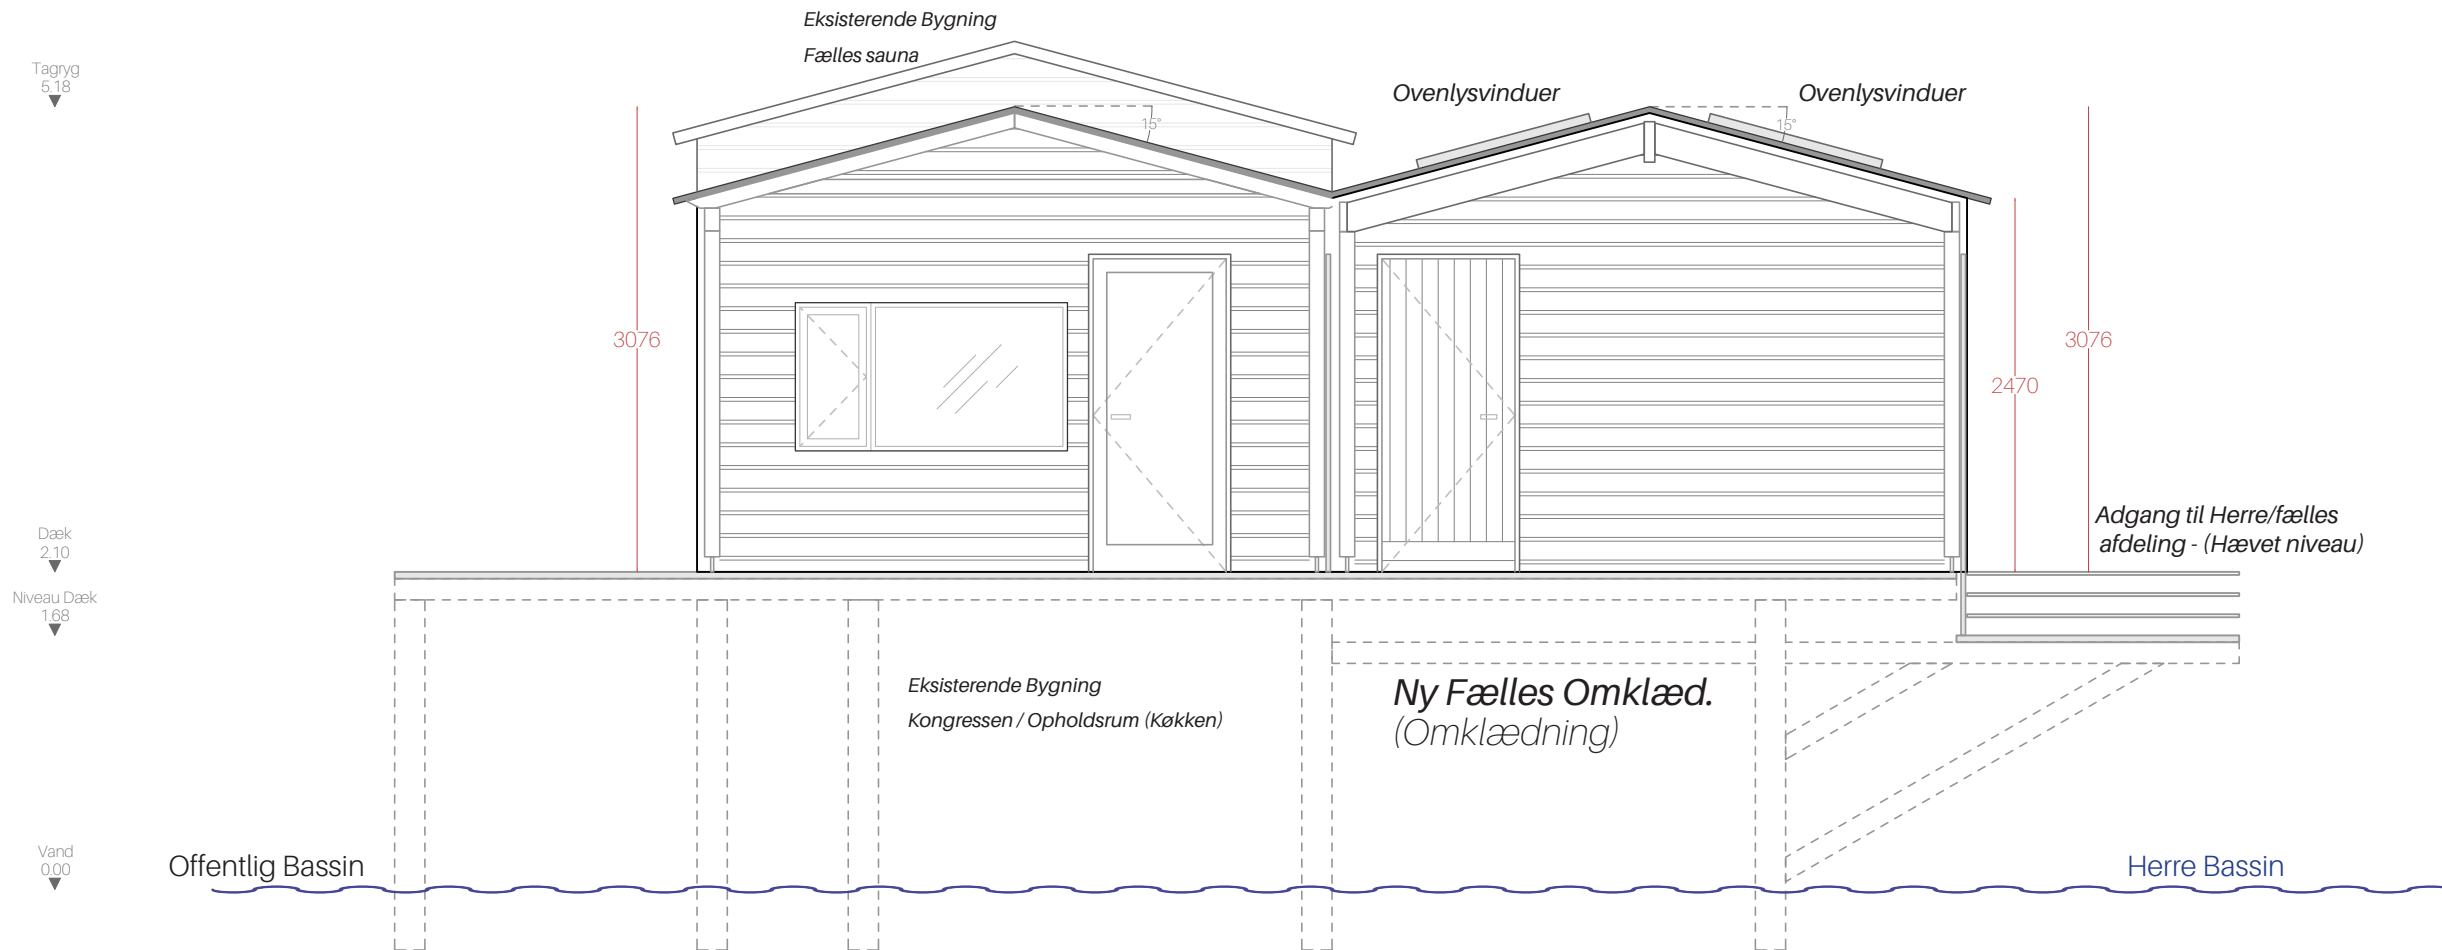 Eksisterende Bygning
Fælles sauna
Tagryg
5.18
Ovenlysvinduer
Ovenlysvinduer
15°
15°
3076
3076
2470
Dæk
2.10
Adgang til Herre/fælles
afdeling - (Hævet niveau)
Niveau Dæk
1.68
Eksisterende Bygning
Kongressen / Opholdsrum (Køkken)
Ny Fælles Omklæd.
(Omklædning)
Vand
0.00
Offentlig Bassin
Herre Bassin